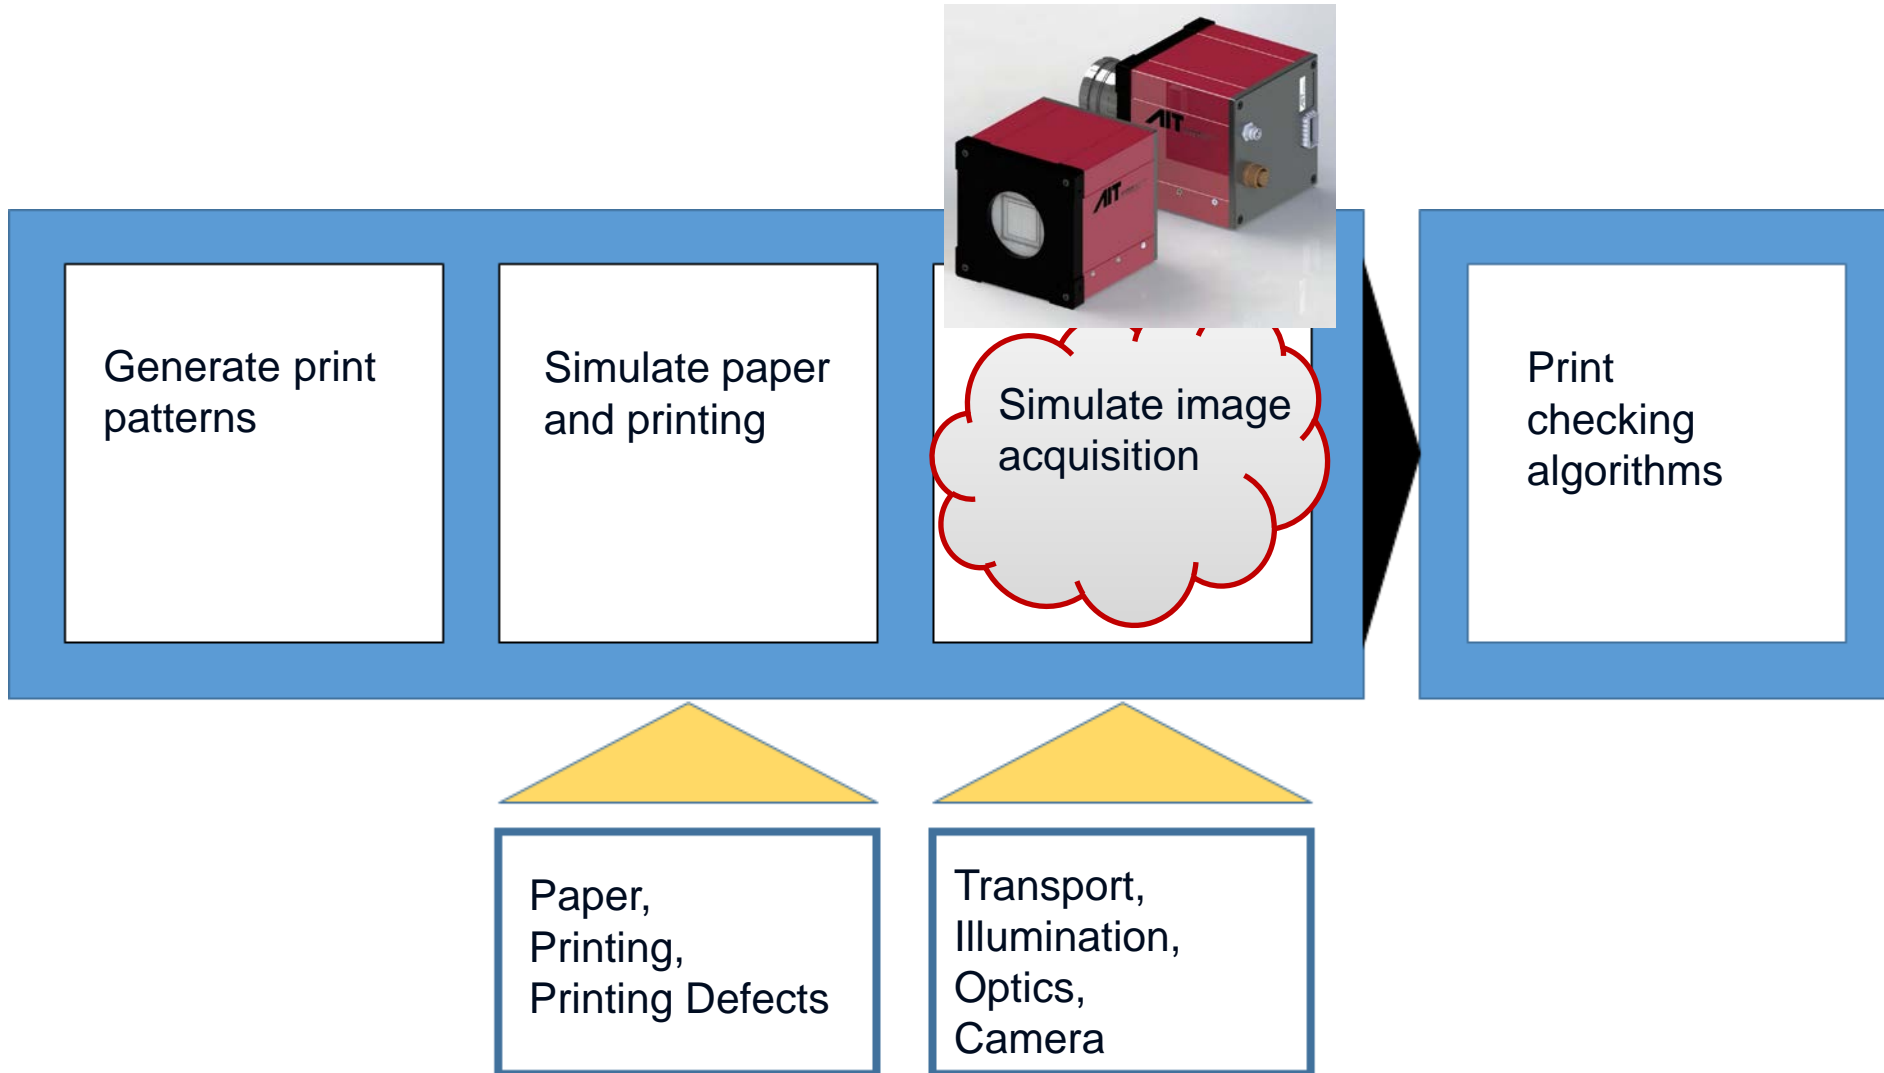 AIT
AIT
Generate print
patterns
Simulate paper
and printing
Simulate image
acquisition
Print
checking
algorithms
Paper,
Printing,
Printing Defects
Transport,
Illumination,
Optics,
Camera